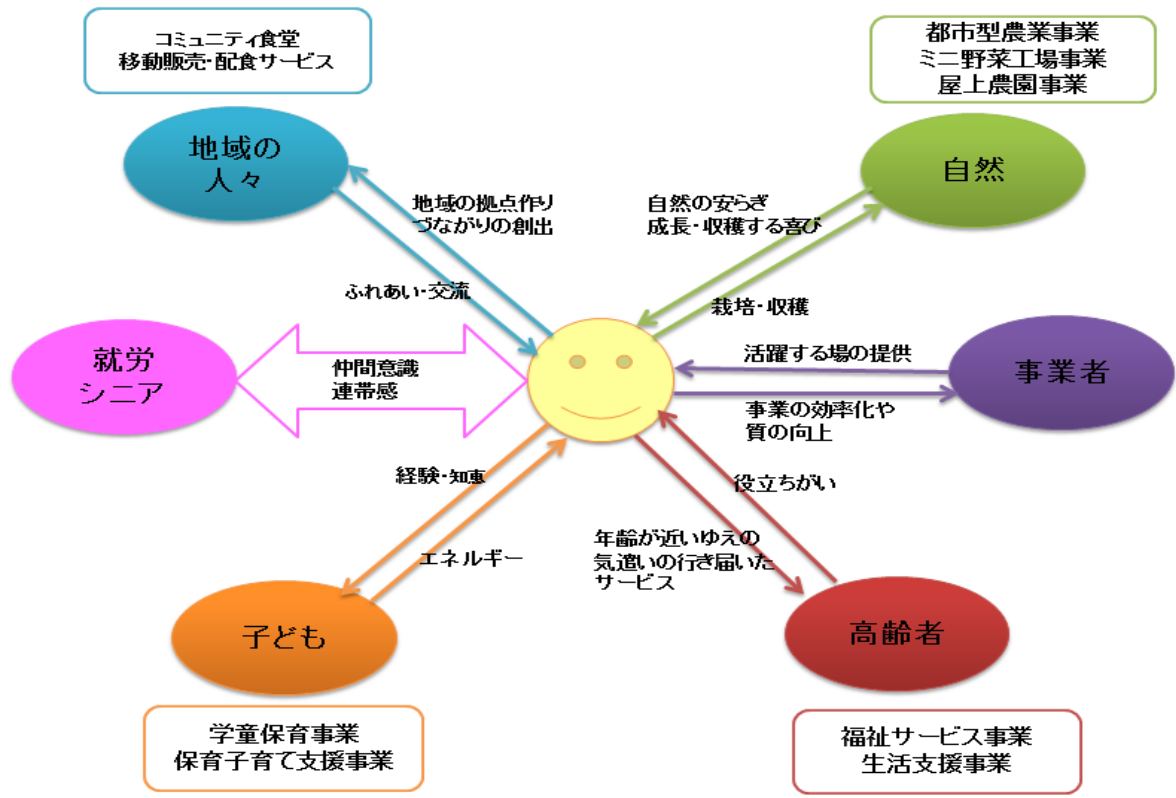 コミュニティ食堂
移動販売・配食サービス
都市型農業事業
ミニ野菜工場事業
屋上農園事業
地域の
人々
自然
地域の拠点作り
づながりの創出
自然の安らぎ
成長・収穫する喜び
ふれあい・交流
栽培・収穫
就労
シニア
仲間意識
連帯感
活躍する場の提供
事業者
事業の効率化や
質の向上
経験・知恵
役立ちがい
エネルギー
年齢が近いゆえの
気遣いの行き届いた
サービス
子ども
高齢者
学童保育事業
保育子育て支援事業
福祉サービス事業
生活支援事業